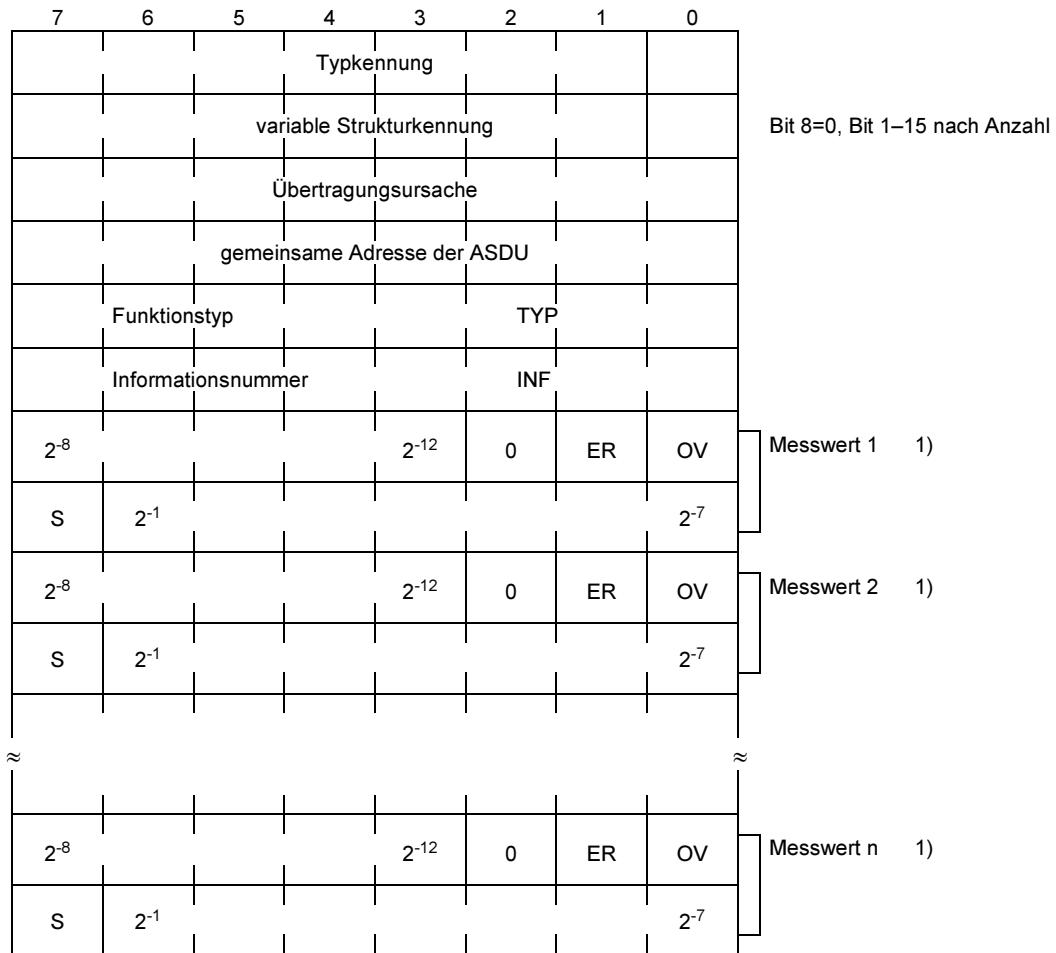 7 6 5 4 3 2 1 0
Typkennung
variable Strukturkennung Bit 8=0, Bit 1–15 nach Anzahl
Übertragungsursache
gemeinsame Adresse der ASDU
Funktionstyp TYP
Informationsnummer INF
2⁻⁸ 2⁻¹² 0 ER OV Messwert 1 1)
S 2⁻¹ 2⁻⁷
2⁻⁸ 2⁻¹² 0 ER OV Messwert 2 1)
S 2⁻¹ 2⁻⁷
≈ ≈
2⁻⁸ 2⁻¹² 0 ER OV Messwert n 1)
S 2⁻¹ 2⁻⁷